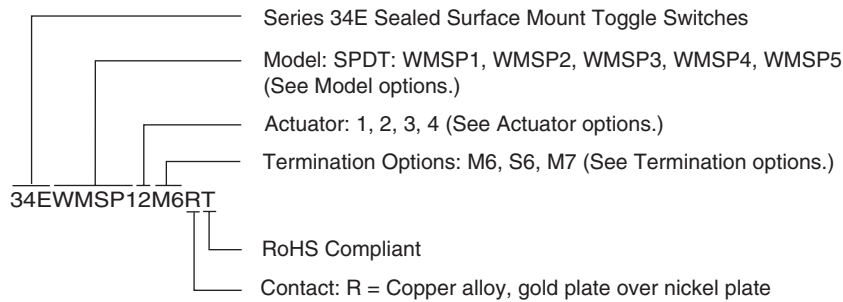 Series 34E Sealed Surface Mount Toggle Switches
Model: SPDT: WMSP1, WMSP2, WMSP3, WMSP4, WMSP5
(See Model options.)
Actuator: 1, 2, 3, 4 (See Actuator options.)
Termination Options: M6, S6, M7 (See Termination options.)
34EWMSP12M6RT
RoHS Compliant
Contact: R = Copper alloy, gold plate over nickel plate